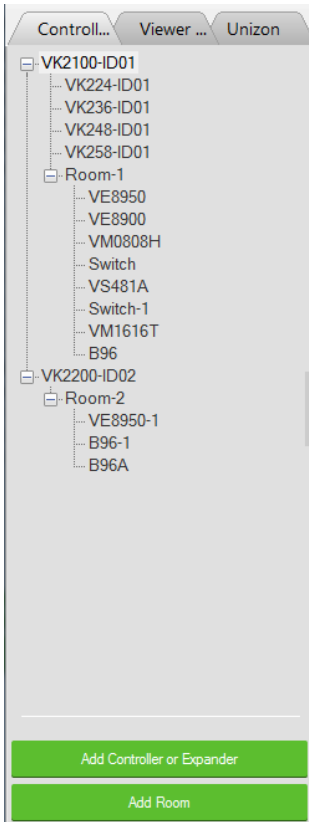 Controll... Viewer ... Unizon
VK2100-ID01
VK224-ID01
VK236-ID01
VK248-ID01
VK258-ID01
Room-1
VE8950
VE8900
VM0808H
Switch
VS481A
Switch-1
VM1616T
B96
VK2200-ID02
Room-2
VE8950-1
B96-1
B96A
Add Controller or Expander
Add Room